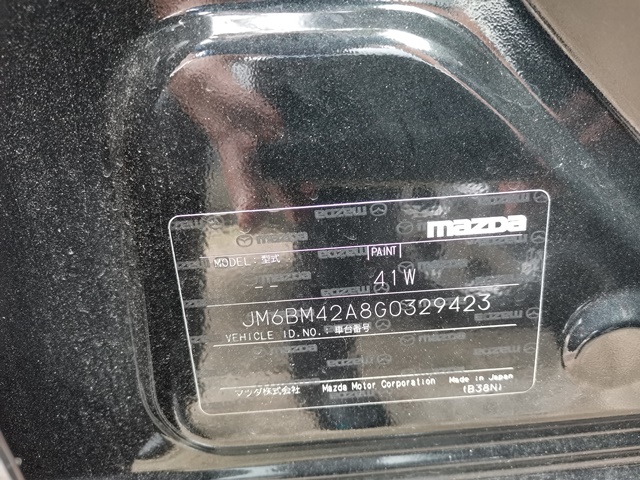 mazda
MODEL:型式 PAINT
-- 41W
JM6BM42A8G0329423
VEHICLE ID.NO.:車台番号
マツダ株式会社 Mazda Motor Corporation Made in Japan
(B38N)